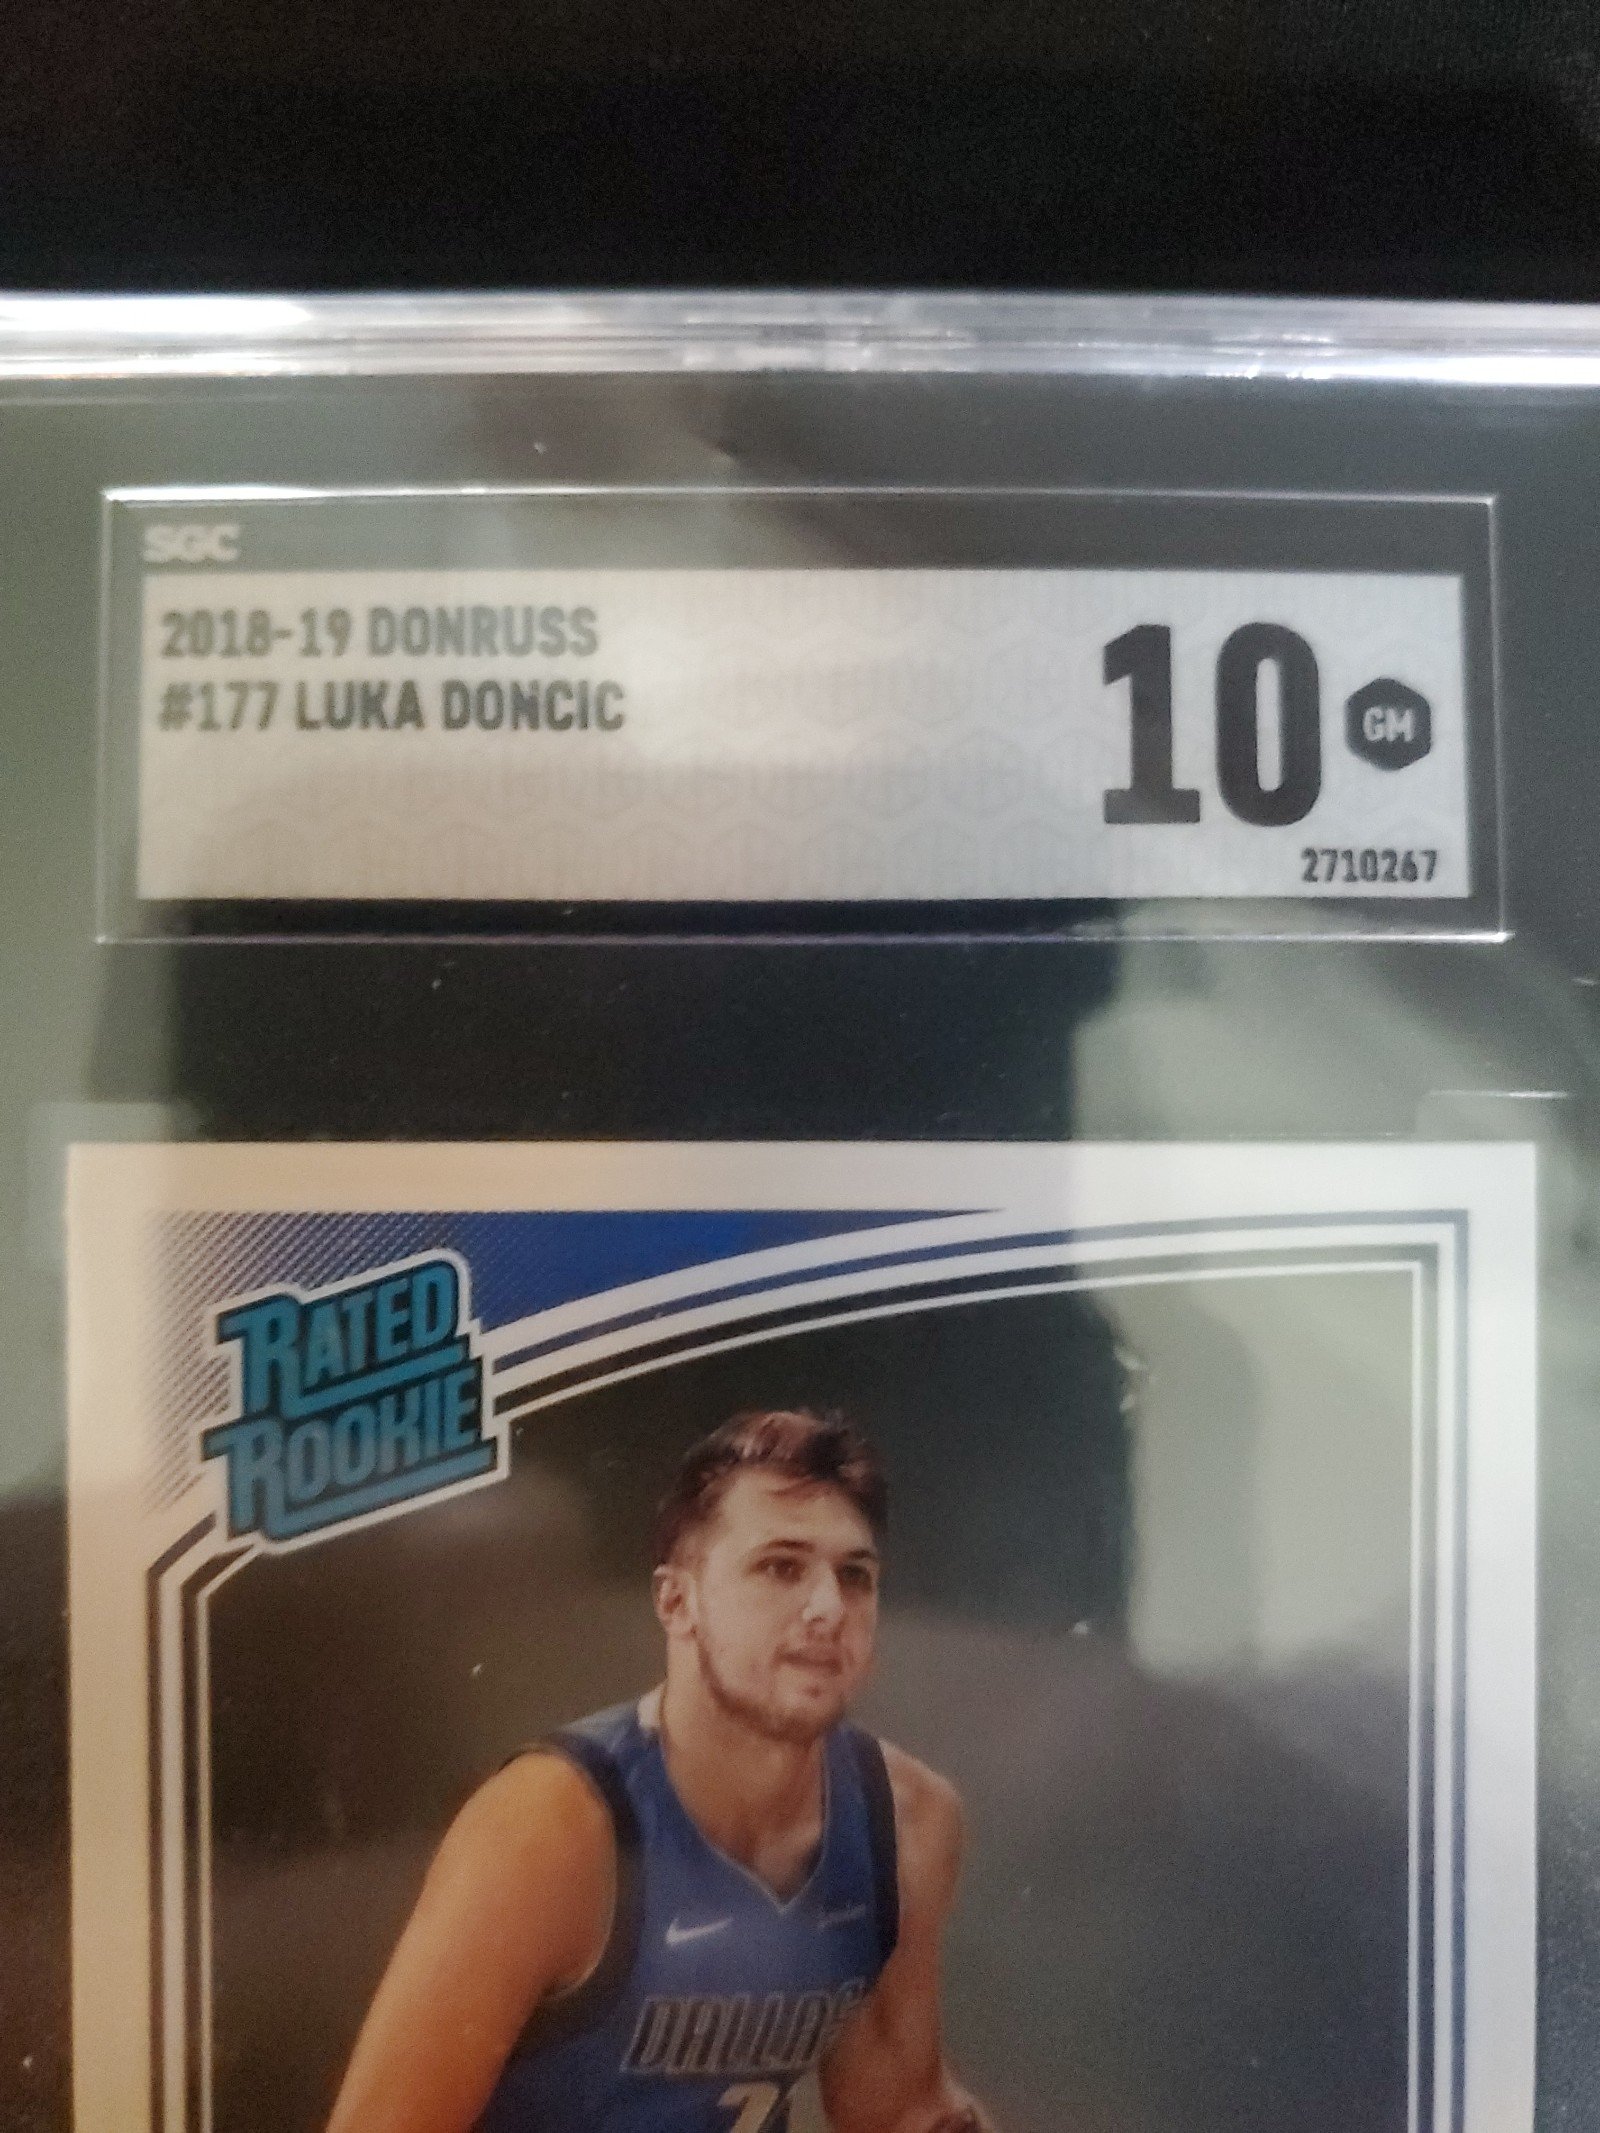 SGC
2018-19 DONRUSS
#177 LUKA DONCIC
10
GM
2710267
RATED
ROOKIE
DALLAS